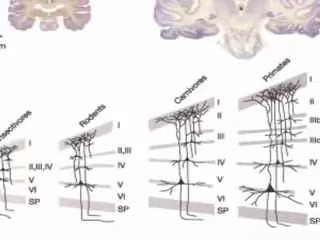 m
sectivores
Rodents
Carnivores
Primates
I
II,III,IV
V
VI
SP
I
II,III
IV
V
VI
SP
I
II
III
IV
V
VI
SP
I
II
IIIb
IIIc
IV
V
VI
SP